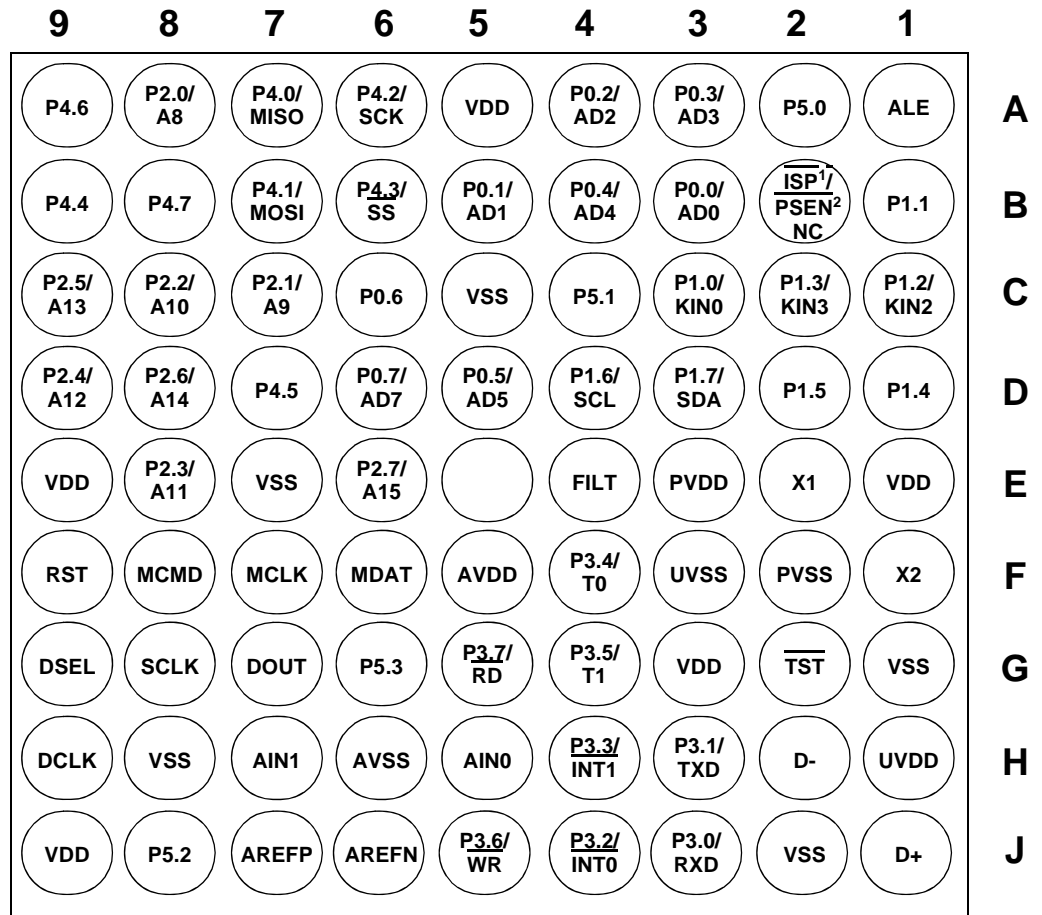 9 8 7 6 5 4 3 2 1
P4.6 P2.0/ P4.0/ P4.2/ VDD P0.2/ P0.3/ P5.0 ALE A
A8 MISO SCK AD2 AD3
P4.4 P4.7 P4.1/ P4.3/ P0.1/ P0.4/ P0.0/ ISP1/ P1.1 B
MOSI SS AD1 AD4 AD0 PSEN2
NC
P2.5/ P2.2/ P2.1/ P0.6 VSS P5.1 P1.0/ P1.3/ P1.2/ C
A13 A10 A9 KIN0 KIN3 KIN2
P2.4/ P2.6/ P4.5 P0.7/ P0.5/ P1.6/ P1.7/ P1.5 P1.4 D
A12 A14 AD7 AD5 SCL SDA
VDD P2.3/ VSS P2.7/ FILT PVDD X1 VDD E
A11 A15
RST MCMD MCLK MDAT AVDD P3.4/ UVSS PVSS X2 F
T0
DSEL SCLK DOUT P5.3 P3.7/ P3.5/ VDD TST VSS G
RD T1
DCLK VSS AIN1 AVSS AIN0 P3.3/ P3.1/ D- UVDD H
INT1 TXD
VDD P5.2 AREFP AREFN P3.6/ P3.2/ P3.0/ VSS D+ J
WR INT0 RXD